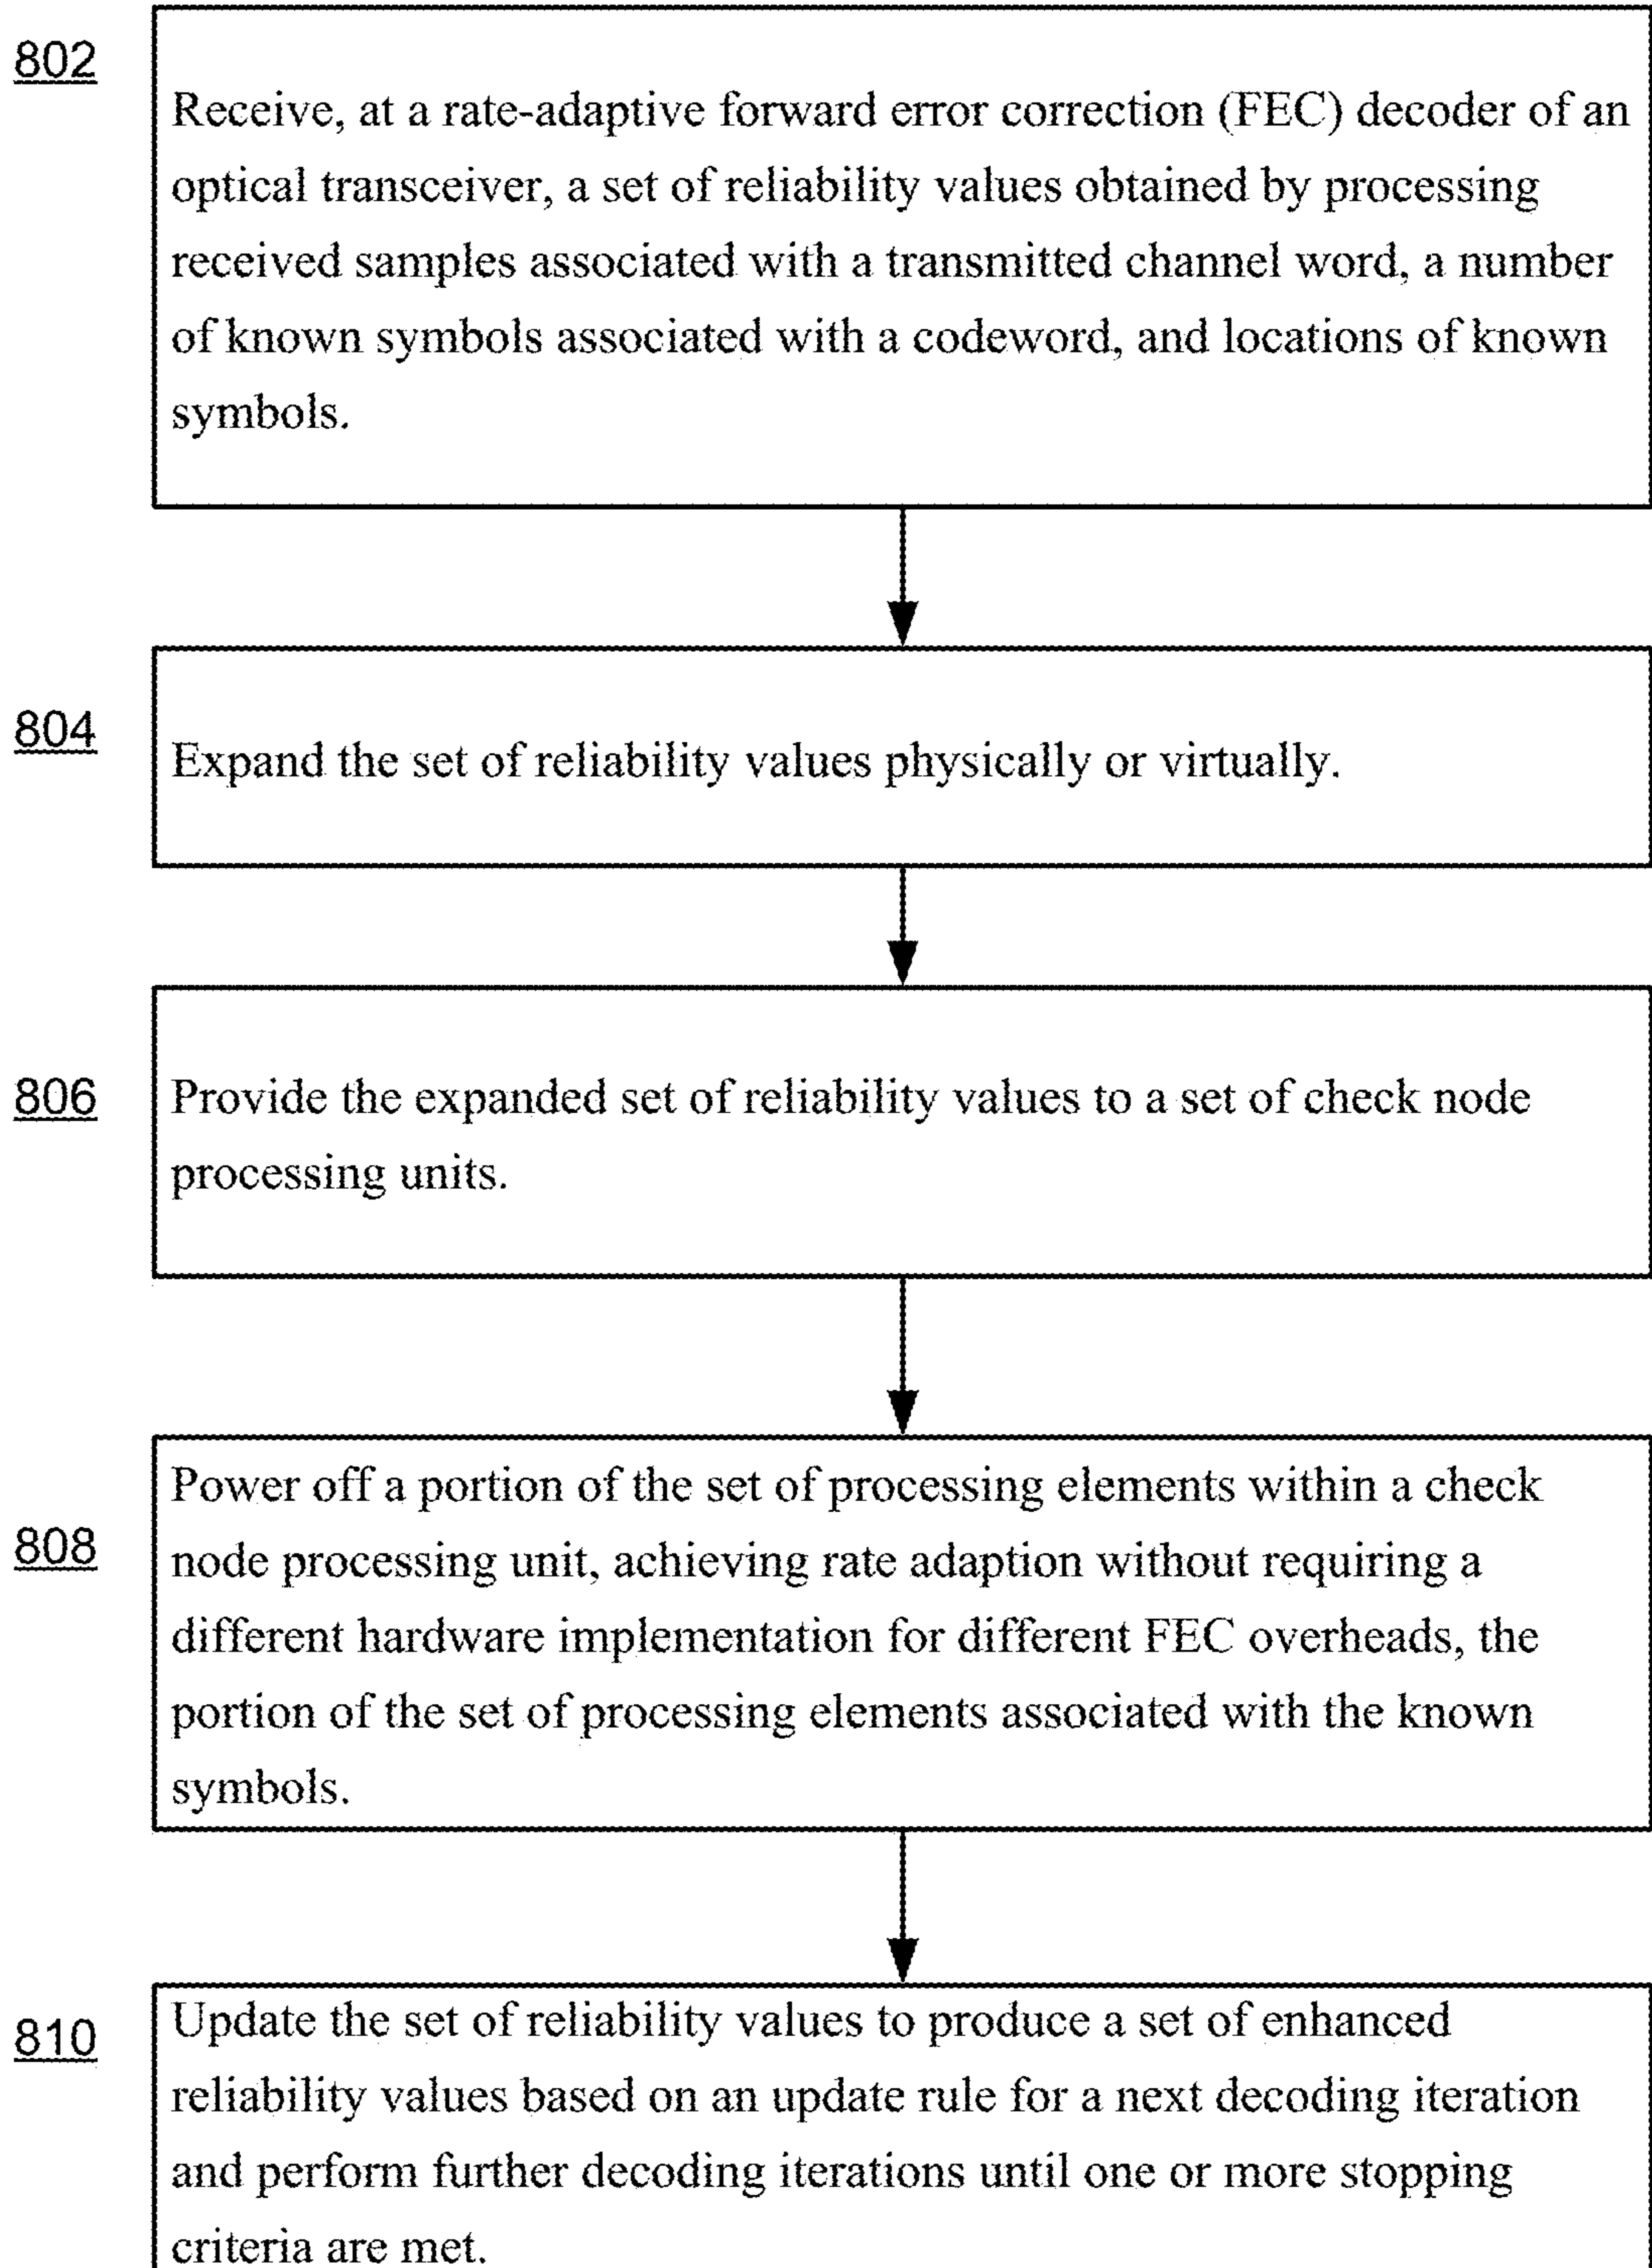 802
Receive, at a rate-adaptive forward error correction (FEC) decoder of an
optical transceiver, a set of reliability values obtained by processing
received samples associated with a transmitted channel word, a number
of known symbols associated with a codeword, and locations of known
symbols.
804
Expand the set of reliability values physically or virtually.
806
Provide the expanded set of reliability values to a set of check node
processing units.
808
Power off a portion of the set of processing elements within a check
node processing unit, achieving rate adaption without requiring a
different hardware implementation for different FEC overheads, the
portion of the set of processing elements associated with the known
symbols.
810
Update the set of reliability values to produce a set of enhanced
reliability values based on an update rule for a next decoding iteration
and perform further decoding iterations until one or more stopping
criteria are met.